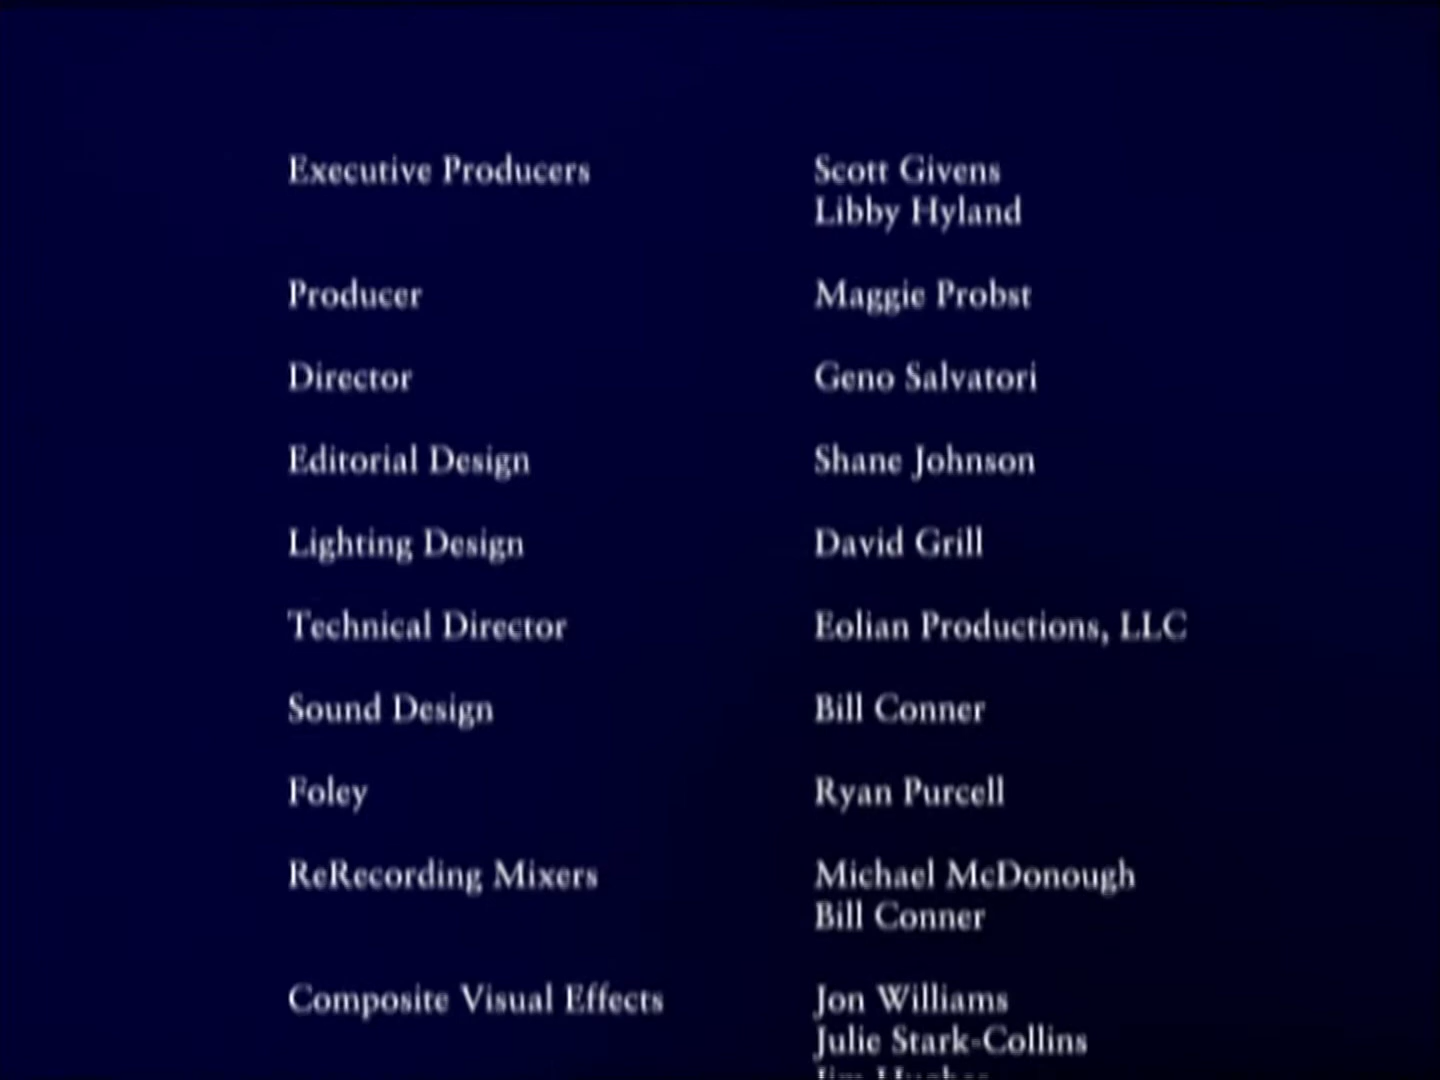 Executive Producers Scott Givens
Libby Hyland
Producer Maggie Probst
Director Geno Salvatori
Editorial Design Shane Johnson
Lighting Design David Grill
Technical Director Eolian Productions, LLC
Sound Design Bill Conner
Foley Ryan Purcell
ReRecording Mixers Michael McDonough
Bill Conner
Composite Visual Effects Jon Williams
Julie Stark-Collins